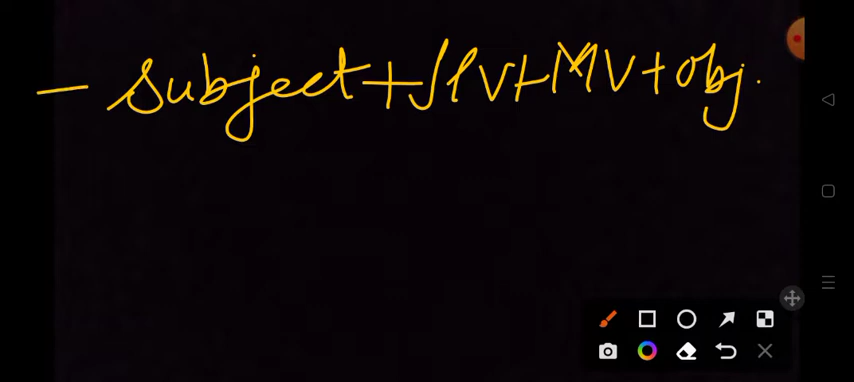 - Subject + HV + MV + Obj.